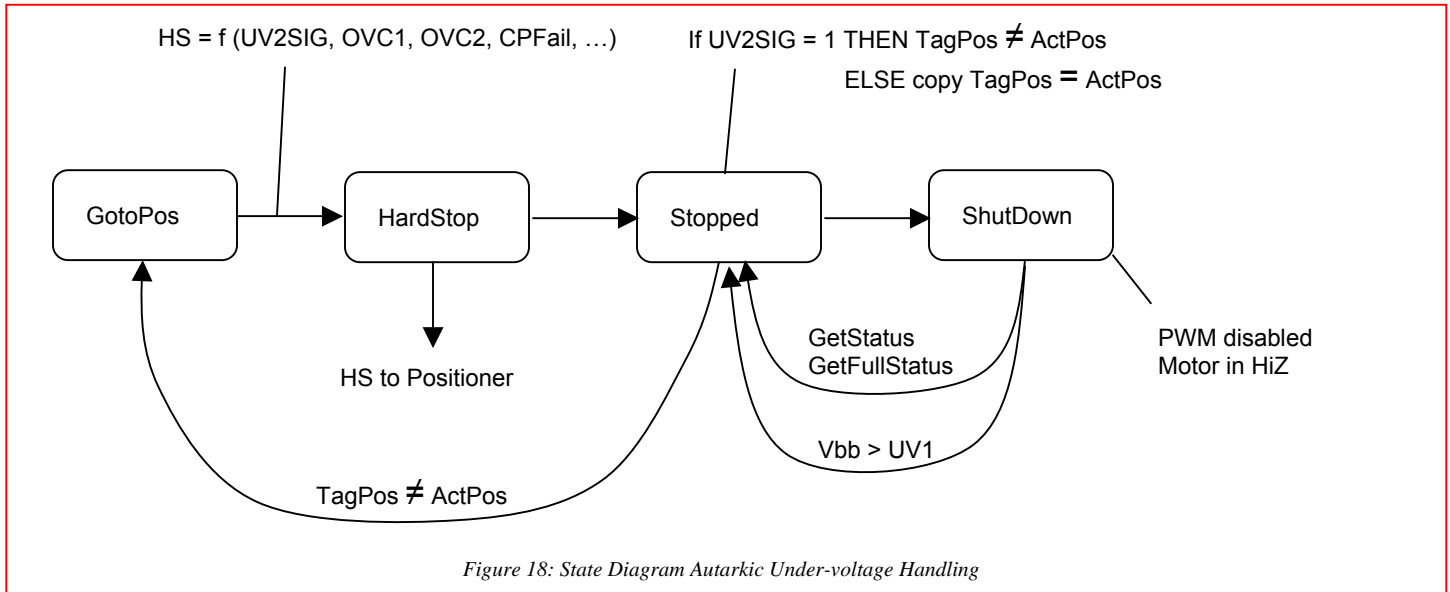 HS = f (UV2SIG, OVC1, OVC2, CPFail, …)
If UV2SIG = 1 THEN TagPos ≠ ActPos
ELSE copy TagPos = ActPos
GotoPos
HardStop
Stopped
ShutDown
HS to Positioner
GetStatus
GetFullStatus
PWM disabled
Motor in HiZ
Vbb > UV1
TagPos ≠ ActPos
Figure 18: State Diagram Autarkic Under-voltage Handling